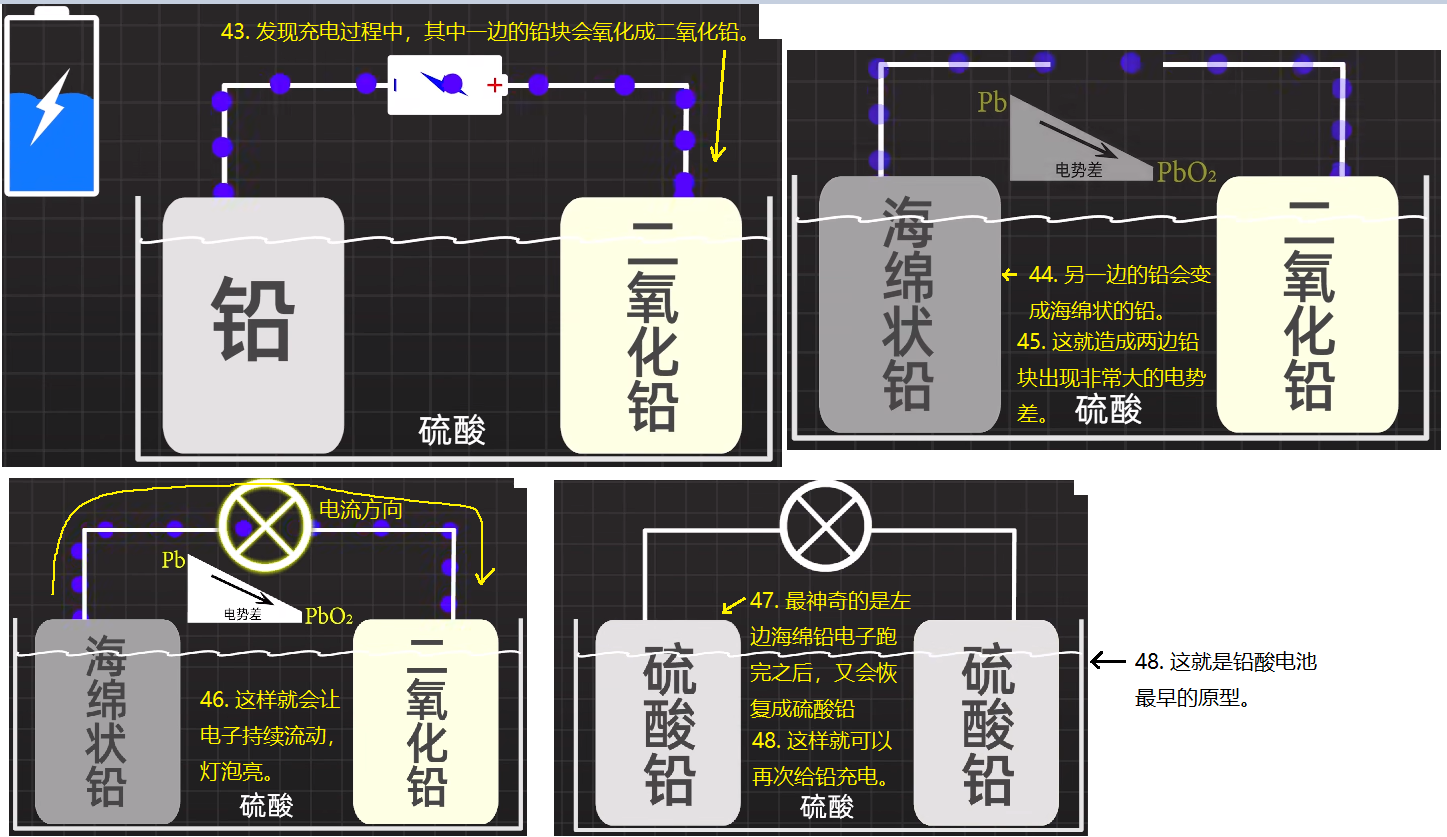 43. 发现充电过程中，其中一边的铅块会氧化成二氧化铅。
+
铅
二氧化铅
硫酸
Pb
电势差
PbO₂
海绵状铅
44. 另一边的铅会变
成海绵状的铅。
45. 这就造成两边铅
块出现非常大的电势
差。
二氧化铅
硫酸
电流方向
Pb
电势差
PbO₂
海绵状铅
46. 这样就会让
电子持续流动，
灯泡亮。
二氧化铅
硫酸
硫酸铅
47. 最神奇的是左
边海绵铅电子跑
完之后，又会恢
复成硫酸铅
48. 这样就可以
再次给铅充电。
硫酸铅
硫酸
48. 这就是铅酸电池
最早的原型。